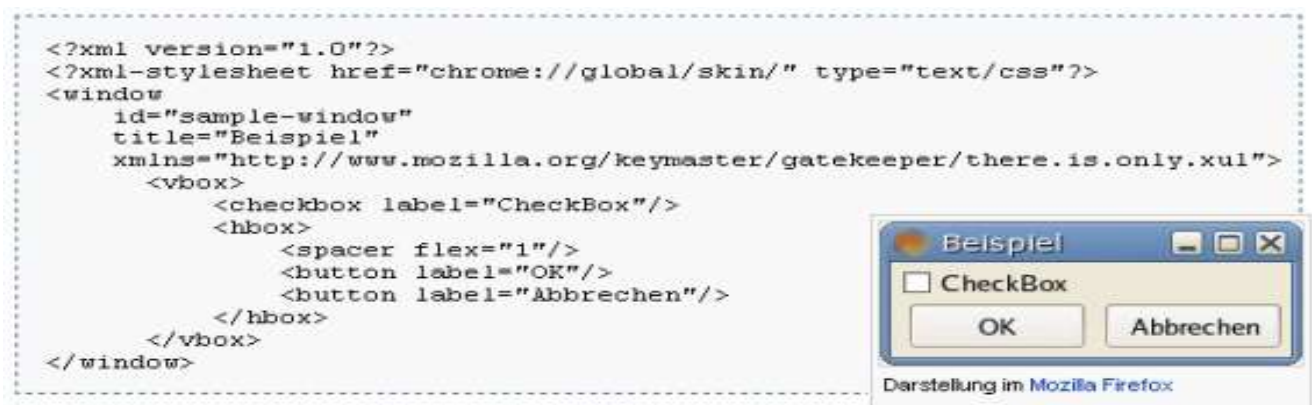 <?xml version="1.0"?>
<?xml-stylesheet href="chrome://global/skin/" type="text/css"?>
<window
    id="sample-window"
    title="Beispiel"
    xmlns="http://www.mozilla.org/keymaster/gatekeeper/there.is.only.xul">
      <vbox>
          <checkbox label="CheckBox"/>
          <hbox>
              <spacer flex="1"/>
              <button label="OK"/>
              <button label="Abbrechen"/>
          </hbox>
      </vbox>
</window>
Beispiel
CheckBox
OK Abbrechen
Darstellung im Mozilla Firefox